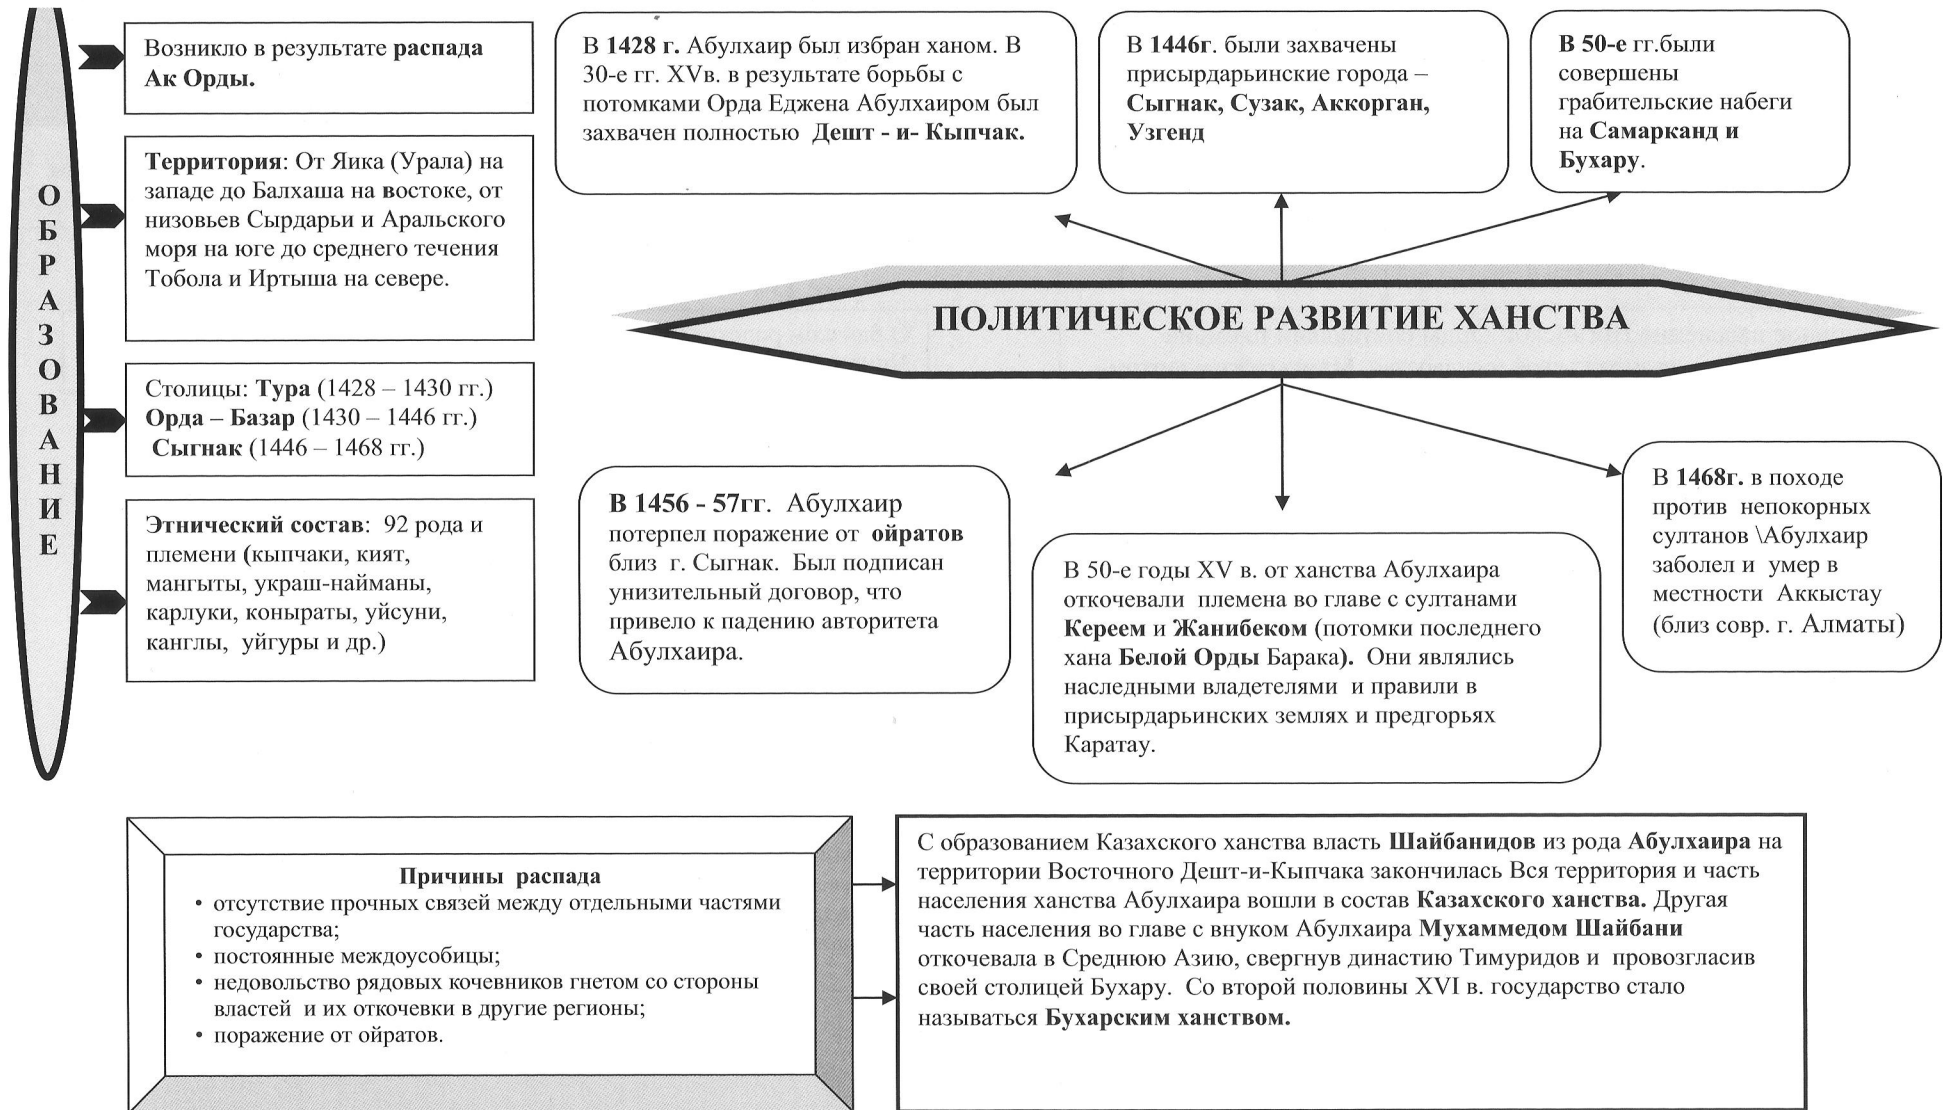 О
Б
Р
А
З
О
В
А
Н
И
Е
Возникло в результате распада
Ак Орды.
Территория: От Яика (Урала) на
западе до Балхаша на востоке, от
низовьев Сырдарьи и Аральского
моря на юге до среднего течения
Тобола и Иртыша на севере.
Столицы: Тура (1428 – 1430 гг.)
Орда – Базар (1430 – 1446 гг.)
Сыгнак (1446 – 1468 гг.)
Этнический состав: 92 рода и
племени (кыпчаки, кият,
мангыты, украш-найманы,
карлуки, коныраты, уйсуни,
канглы, уйгуры и др.)
В 1428 г. Абулхаир был избран ханом. В
30-е гг. XVв. в результате борьбы с
потомками Орда Еджена Абулхаиром был
захвачен полностью Дешт - и- Кыпчак.
В 1446г. были захвачены
присырдарьинские города –
Сыгнак, Сузак, Аккорган,
Узгенд
В 50-е гг.были
совершены
грабительские набеги
на Самарканд и
Бухару.
ПОЛИТИЧЕСКОЕ РАЗВИТИЕ ХАНСТВА
В 1456 - 57гг. Абулхаир
потерпел поражение от ойратов
близ г. Сыгнак. Был подписан
унизительный договор, что
привело к падению авторитета
Абулхаира.
В 50-е годы XV в. от ханства Абулхаира
откочевали племена во главе с султанами
Кереем и Жанибеком (потомки последнего
хана Белой Орды Барака). Они являлись
наследными владетелями и правили в
присырдарьинских землях и предгорьях
Каратау.
В 1468г. в походе
против непокорных
султанов \Абулхаир
заболел и умер в
местности Аккыстау
(близ совр. г. Алматы)
Причины распада
• отсутствие прочных связей между отдельными частями
государства;
• постоянные междоусобицы;
• недовольство рядовых кочевников гнетом со стороны
властей и их откочевки в другие регионы;
• поражение от ойратов.
С образованием Казахского ханства власть Шайбанидов из рода Абулхаира на
территории Восточного Дешт-и-Кыпчака закончилась Вся территория и часть
населения ханства Абулхаира вошли в состав Казахского ханства. Другая
часть населения во главе с внуком Абулхаира Мухаммедом Шайбани
откочевала в Среднюю Азию, свергнув династию Тимуридов и провозгласив
своей столицей Бухару. Со второй половины XVI в. государство стало
называться Бухарским ханством.